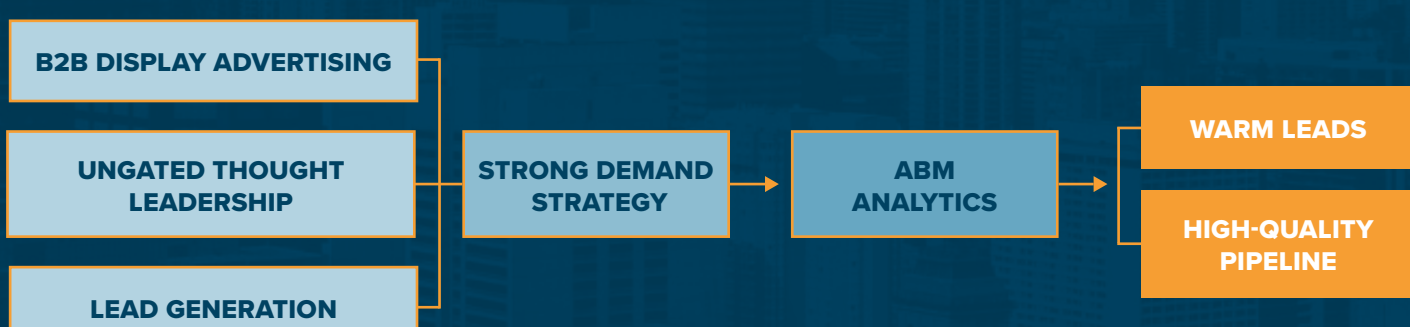 B2B DISPLAY ADVERTISING
UNGATED THOUGHT
LEADERSHIP
LEAD GENERATION
STRONG DEMAND
STRATEGY
ABM
ANALYTICS
WARM LEADS
HIGH-QUALITY
PIPELINE